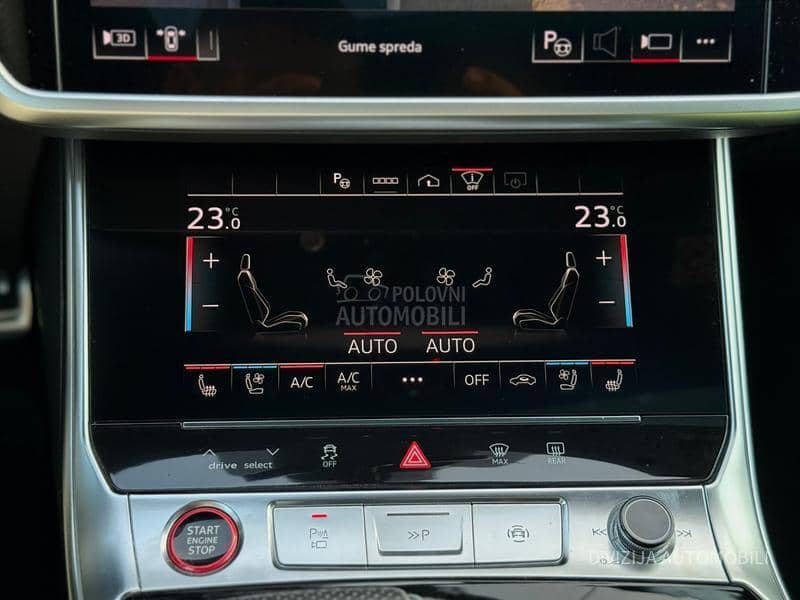 3D
Gume spreda
P
P
OFF
23.0 °C
23.0 °C
+
+
−
−
POLOVNI
AUTOMOBILI
AUTO AUTO
A/C A/C MAX ••• OFF
drive select OFF MAX REAR
START
ENGINE
STOP
P
>>P
DIVIZIJA AUTOMOBILI